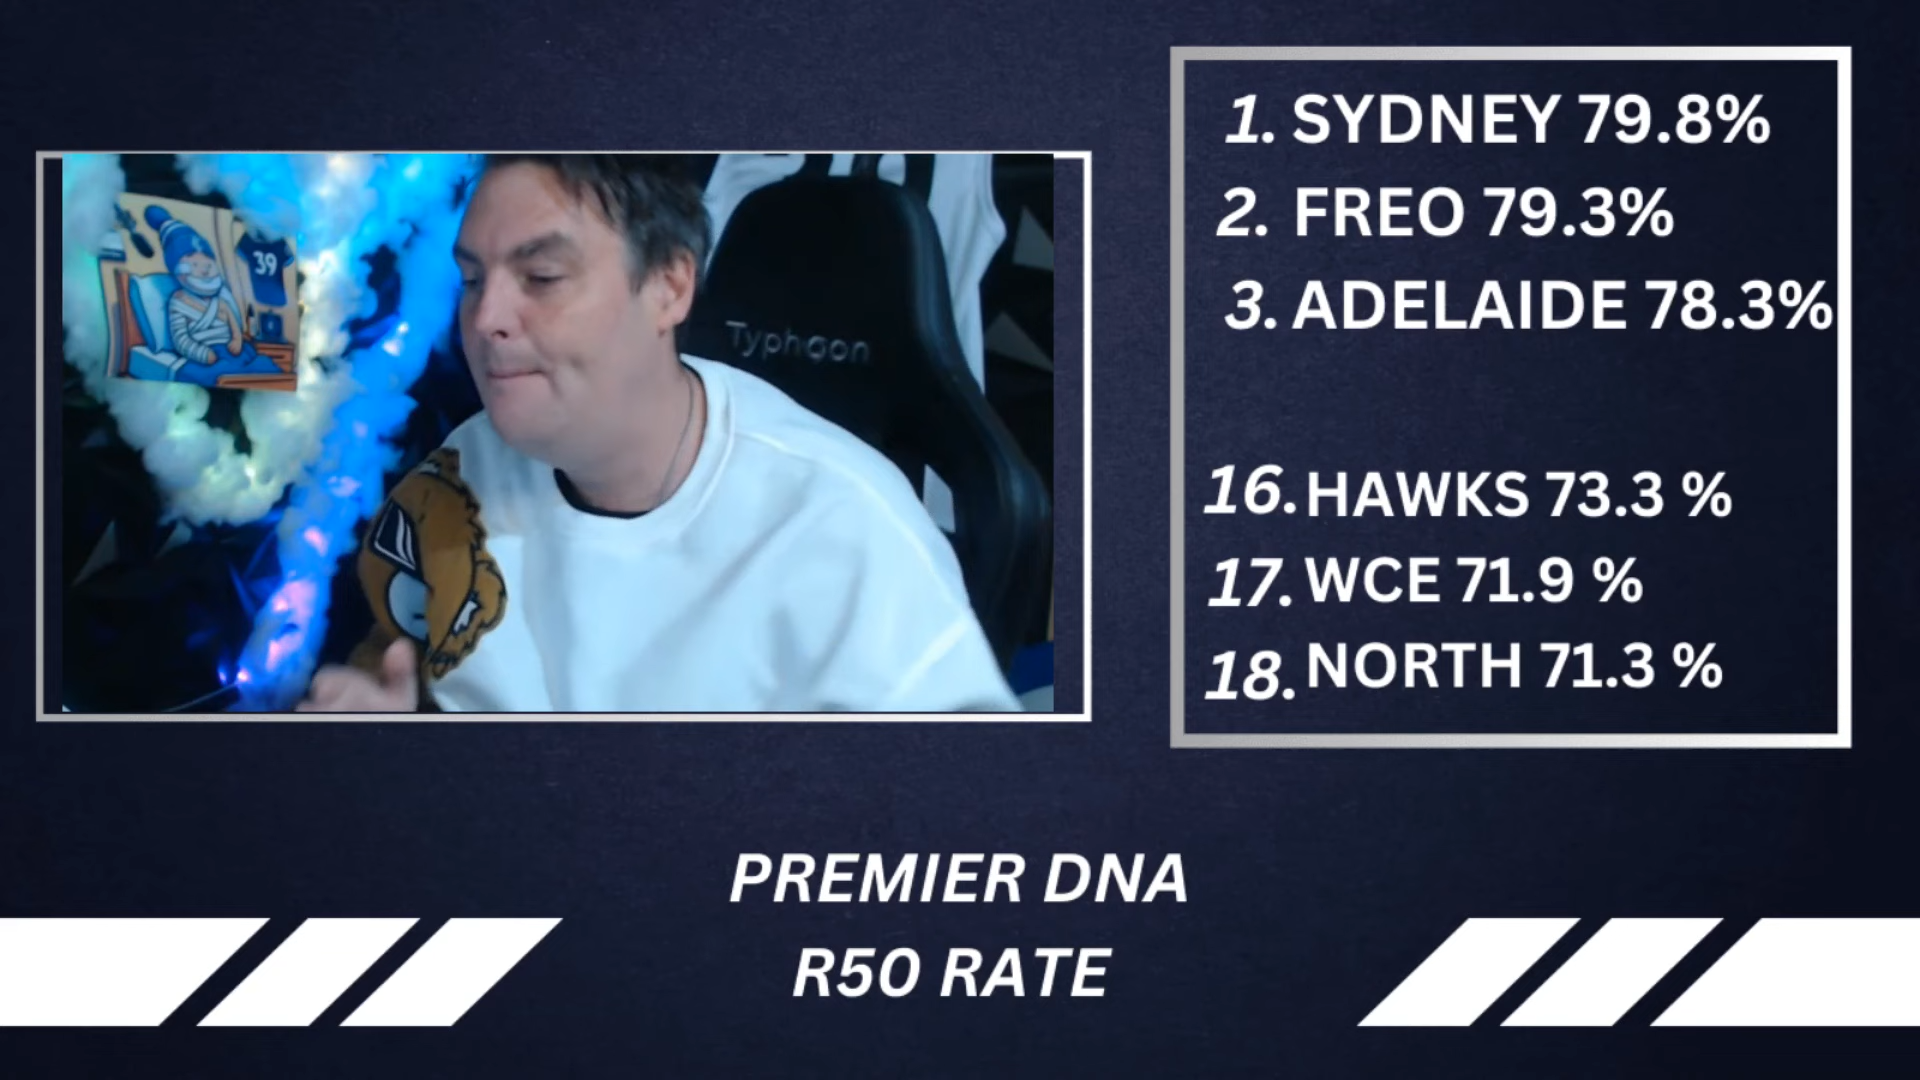 1. SYDNEY 79.8%
2. FREO 79.3%
3. ADELAIDE 78.3%
16. HAWKS 73.3 %
17. WCE 71.9 %
18. NORTH 71.3 %
39
Typhoon
PREMIER DNA
R50 RATE